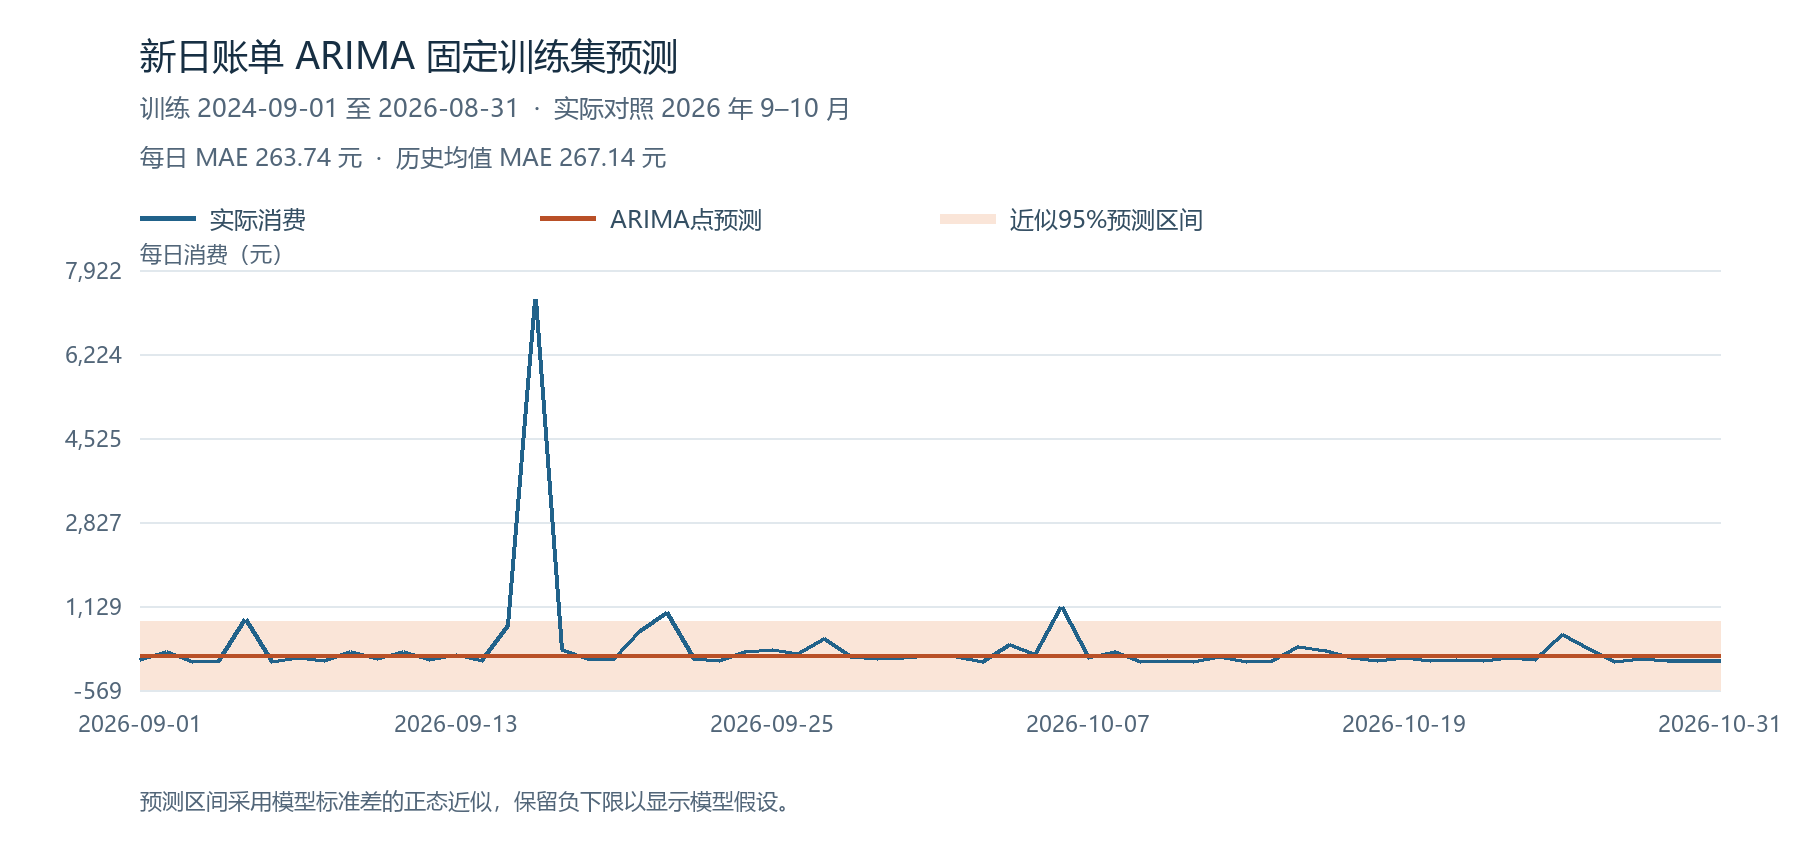 新日账单 ARIMA 固定训练集预测
训练 2024-09-01 至 2026-08-31 · 实际对照 2026 年 9–10 月
每日 MAE 263.74 元 · 历史均值 MAE 267.14 元
实际消费 ARIMA点预测 近似95%预测区间
每日消费（元）
7,922
6,224
4,525
2,827
1,129
-569
2026-09-01 2026-09-13 2026-09-25 2026-10-07 2026-10-19 2026-10-31
预测区间采用模型标准差的正态近似，保留负下限以显示模型假设。